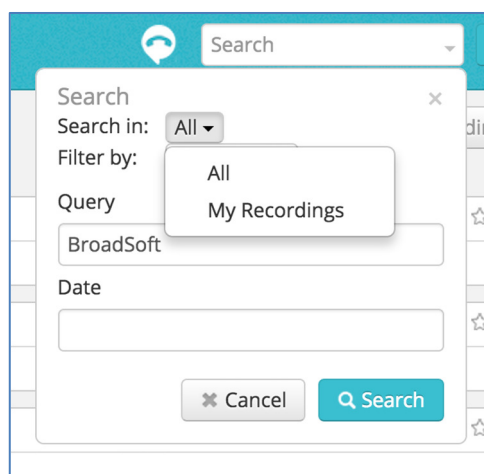 Search
Search
Search in: All
Filter by:
All
My Recordings
Query
BroadSoft
Date
Cancel
Search